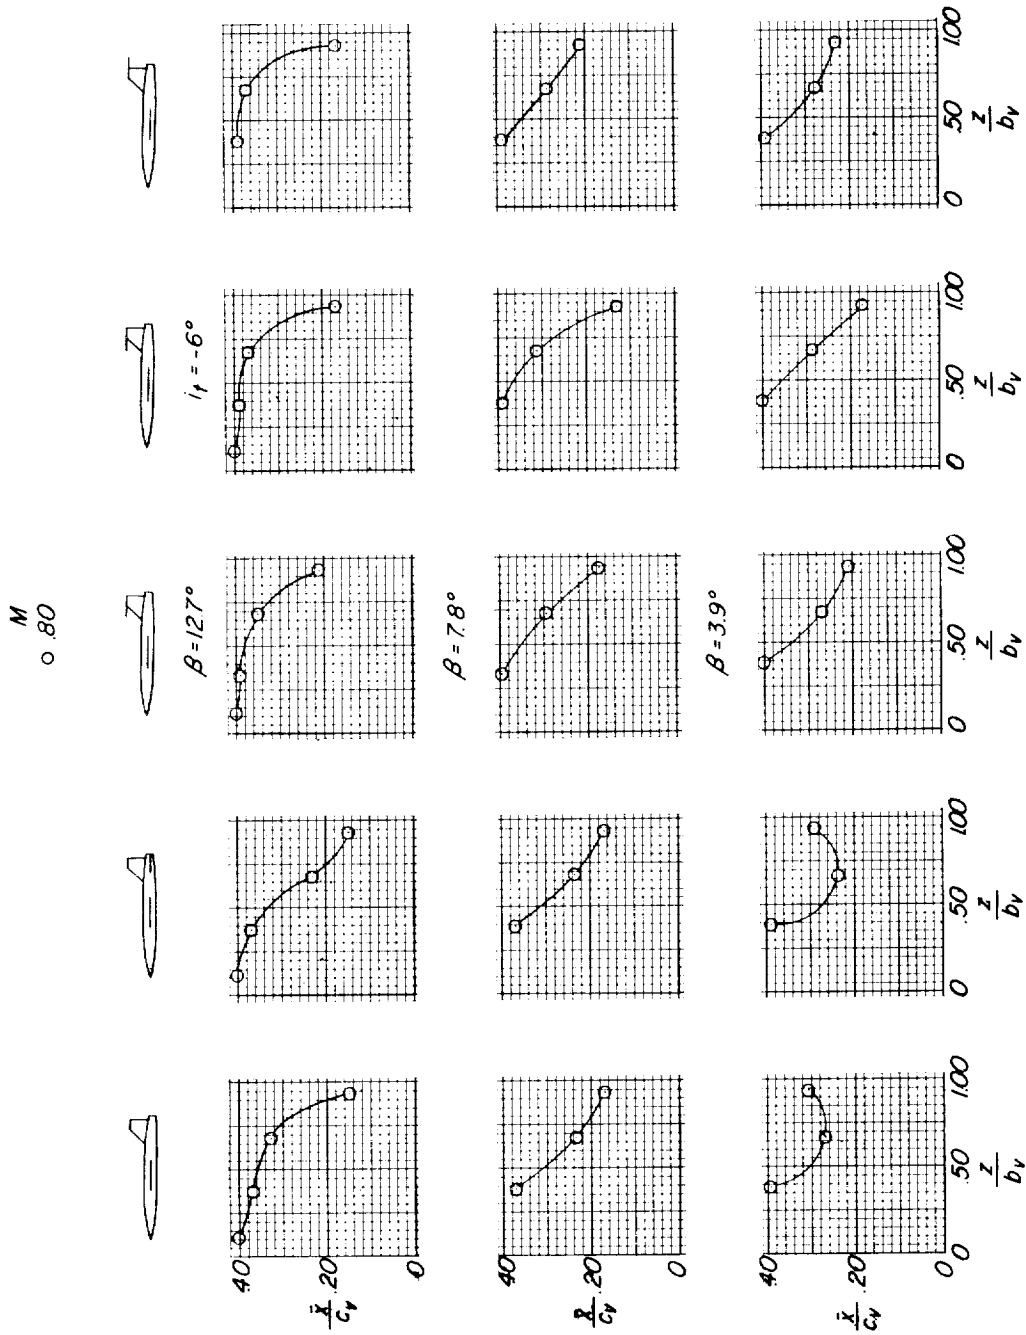 M
○ .80
β = 12.7°
i_t = -6°
.40
.20
0
x̄/c_v
β = 7.8°
.40
.20
0
x̄/c_v
β = 3.9°
.40
.20
0
x̄/c_v
0 .50 1.00
z/b_v
0 .50 1.00
z/b_v
0 .50 1.00
z/b_v
0 .50 1.00
z/b_v
0 .50 1.00
z/b_v